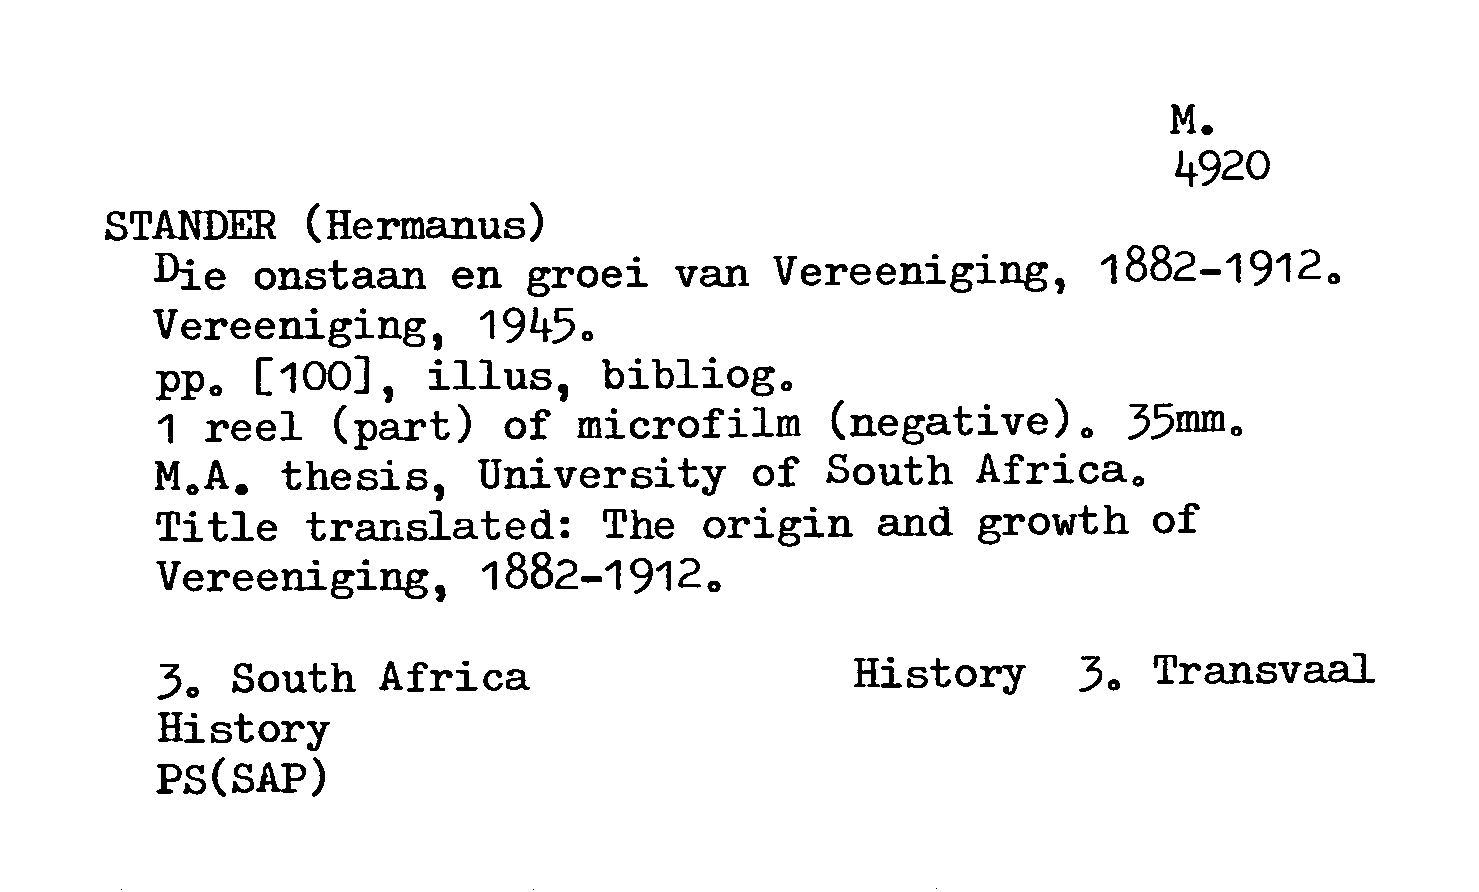 M.
4920
STANDER (Hermanus)
Die onstaan en groei van Vereeniging, 1882-1912.
Vereeniging, 1945.
pp. [100], illus, bibliog.
1 reel (part) of microfilm (negative). 35mm.
M.A. thesis, University of South Africa.
Title translated: The origin and growth of
Vereeniging, 1882-1912.
3. South Africa History 3. Transvaal
History
PS(SAP)